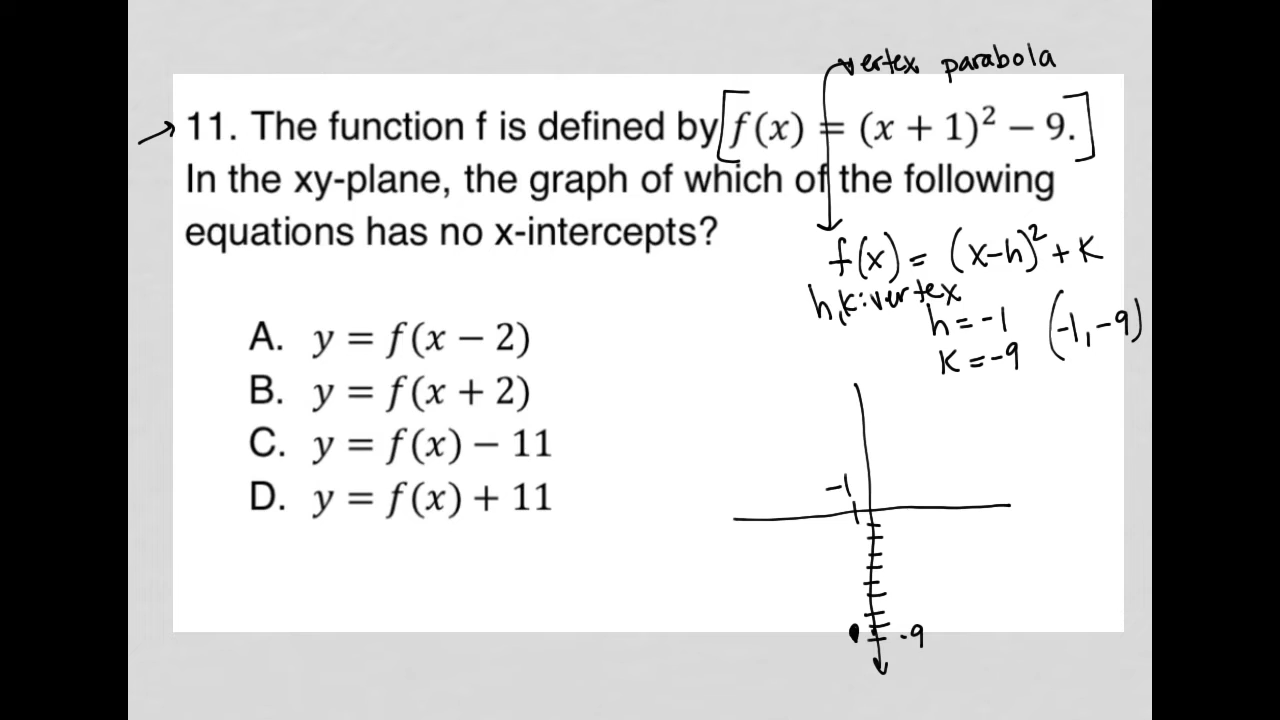 vertex parabola
11. The function f is defined by [f(x) = (x + 1)² − 9.]
In the xy-plane, the graph of which of the following
equations has no x-intercepts?
f(x) = (x-h)² + K
h,k: vertex
h = -1 (-1, -9)
K = -9
A. y = f(x − 2)
B. y = f(x + 2)
C. y = f(x) − 11
D. y = f(x) + 11
-1
-9